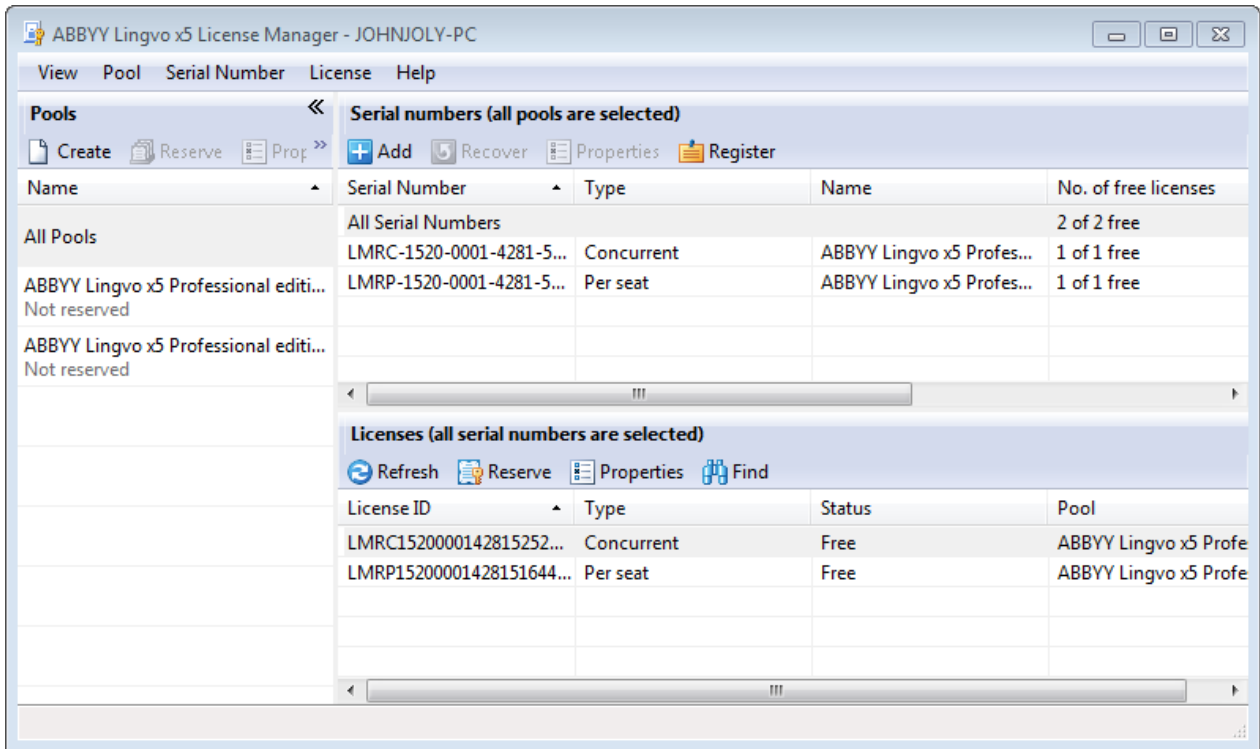 ABBYY Lingvo x5 License Manager - JOHNJOLY-PC
View Pool Serial Number License Help
Pools
Create Reserve Prop
Name
All Pools
ABBYY Lingvo x5 Professional editi...
Not reserved
ABBYY Lingvo x5 Professional editi...
Not reserved
Serial numbers (all pools are selected)
Add Recover Properties Register
Serial Number Type Name No. of free licenses
All Serial Numbers 2 of 2 free
LMRC-1520-0001-4281-5... Concurrent ABBYY Lingvo x5 Profes... 1 of 1 free
LMRP-1520-0001-4281-5... Per seat ABBYY Lingvo x5 Profes... 1 of 1 free
Licenses (all serial numbers are selected)
Refresh Reserve Properties Find
License ID Type Status Pool
LMRC1520000142815252... Concurrent Free ABBYY Lingvo x5 Profe
LMRP15200001428151644... Per seat Free ABBYY Lingvo x5 Profe